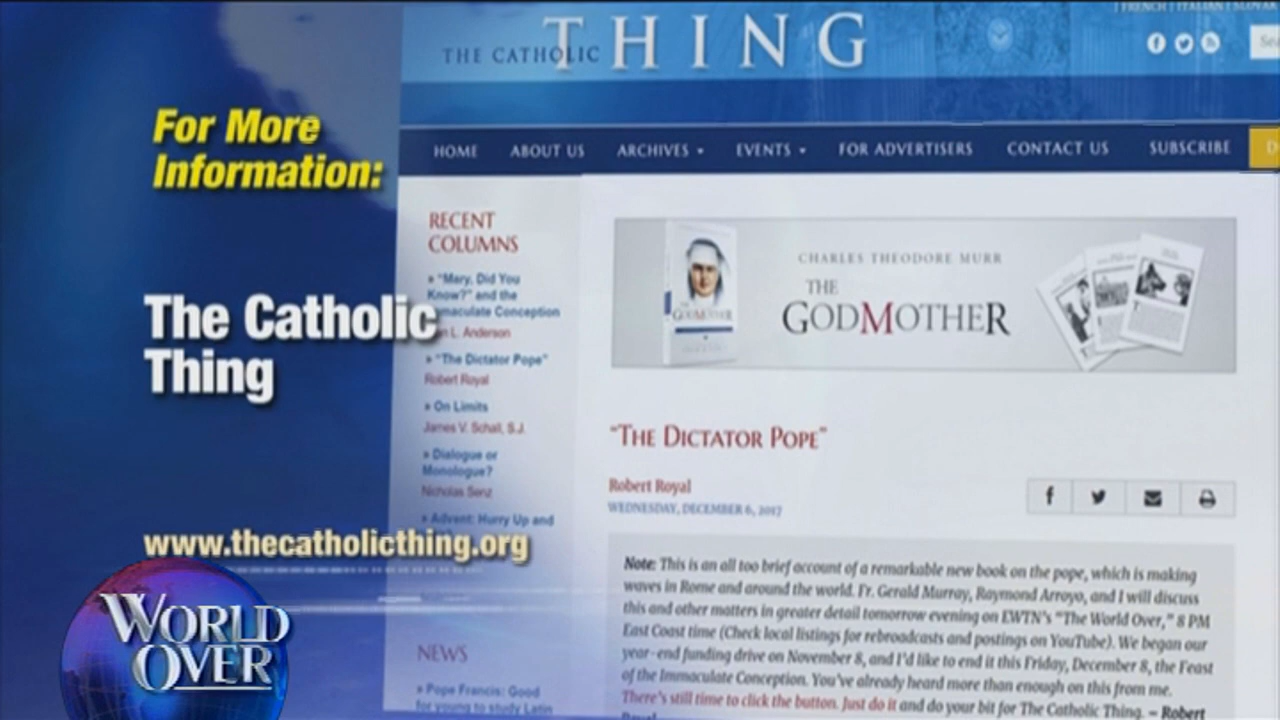 For More
Information:
The Catholic
Thing
www.thecatholicthing.org
WORLD
OVER
| FRENCH | ITALIAN | SLOVAK
THE CATHOLIC THING
HOME ABOUT US ARCHIVES EVENTS FOR ADVERTISERS CONTACT US SUBSCRIBE D
RECENT
COLUMNS
» "Mary, Did You
Know?" and the
maculate Conception
n L. Anderson
» "The Dictator Pope"
Robert Royal
» On Limits
James V. Schall, S.J.
» Dialogue or
Monologue?
Nicholas Senz
» Advent: Hurry Up and
NEWS
» Pope Francis: Good
for young to study Latin
CHARLES THEODORE MURR
THE
GODMOTHER
GODMOTHER
"THE DICTATOR POPE"
Robert Royal
WEDNESDAY, DECEMBER 6, 2017
Note: This is an all too brief account of a remarkable new book on the pope, which is making
waves in Rome and around the world. Fr. Gerald Murray, Raymond Arroyo, and I will discuss
this and other matters in greater detail tomorrow evening on EWTN's "The World Over," 8 PM
East Coast time (Check local listings for rebroadcasts and postings on YouTube). We began our
year-end funding drive on November 8, and I'd like to end it this Friday, December 8, the Feast
of the Immaculate Conception. You've already heard more than enough on this from me.
There's still time to click the button. Just do it and do your bit for The Catholic Thing. – Robert
Royal